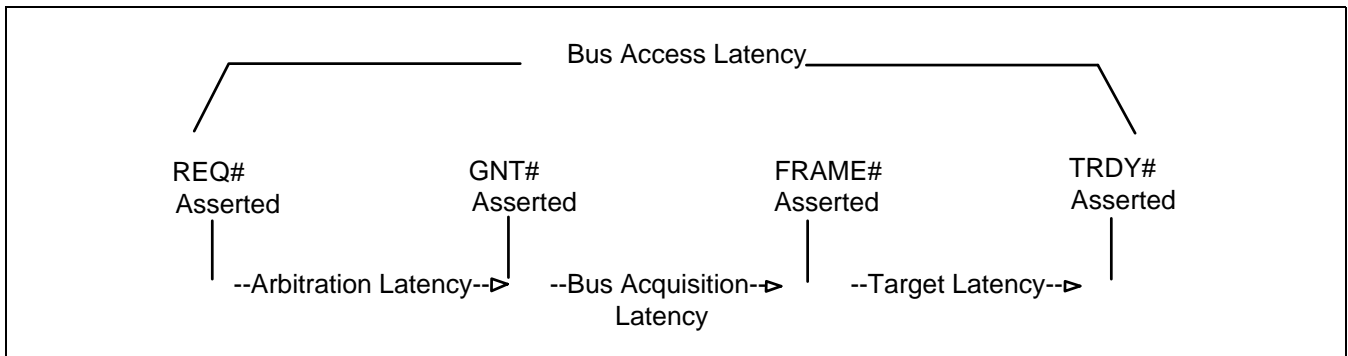 Bus Access Latency
REQ# GNT# FRAME# TRDY#
Asserted Asserted Asserted Asserted
--Arbitration Latency-- --Bus Acquisition-- --Target Latency--
Latency